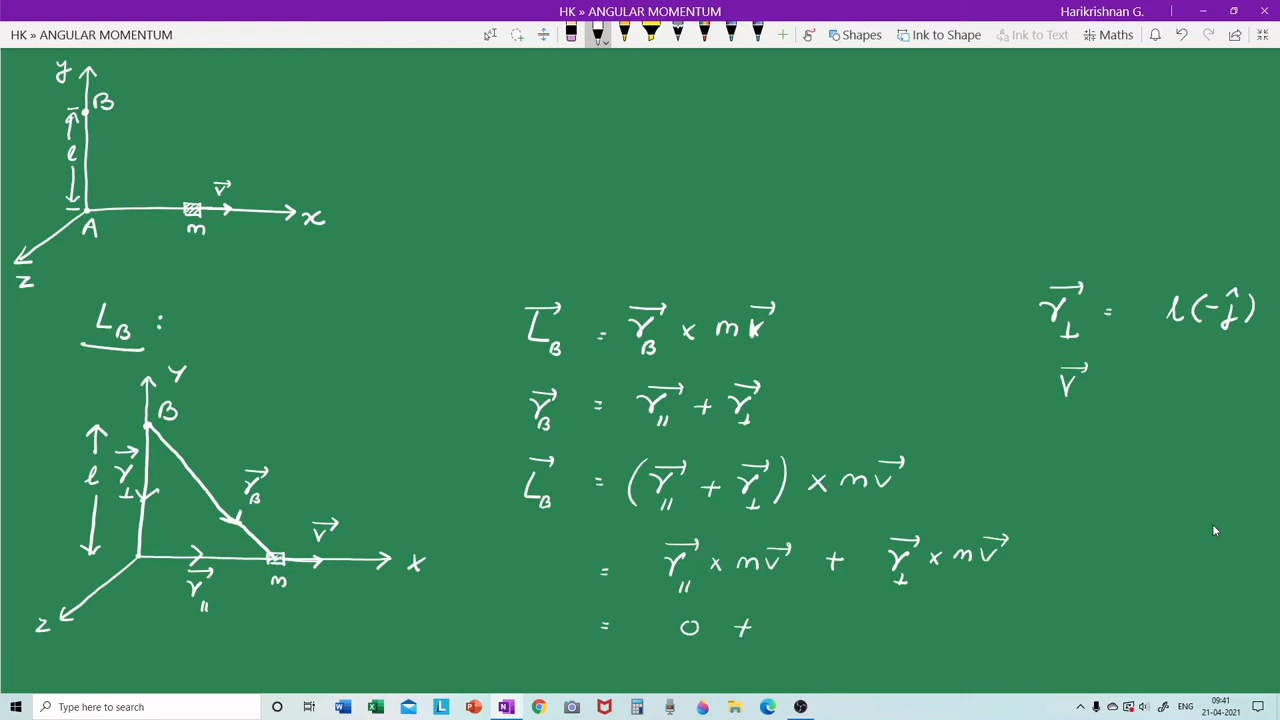 HK » ANGULAR MOMENTUM
Harikrishnan G.
HK » ANGULAR MOMENTUM
Shapes
Ink to Shape
Ink to Text
Maths
y
B
l
v⃗
A
m
x
z
L_B :
L⃗_B = r⃗_B × m v⃗
r⃗_⊥ = l(-ĵ)
v⃗
Y
B
r⃗_B = r⃗_∥ + r⃗_⊥
l
r⃗_⊥
r⃗_B
L⃗_B = (r⃗_∥ + r⃗_⊥) × m v⃗
v⃗
m
X
r⃗_∥
= r⃗_∥ × m v⃗ + r⃗_⊥ × m v⃗
Z
= 0 +
Type here to search
ENG
09:41
21-04-2021